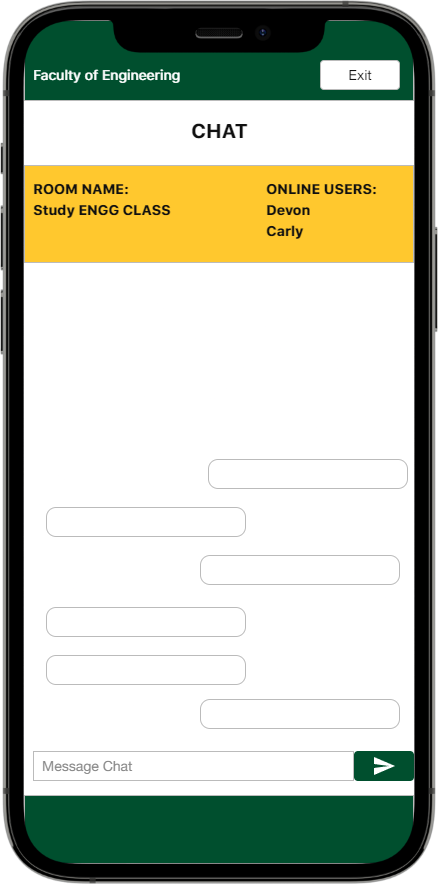 Faculty of Engineering
Exit
CHAT
ROOM NAME:
Study ENGG CLASS
ONLINE USERS:
Devon
Carly
Message Chat